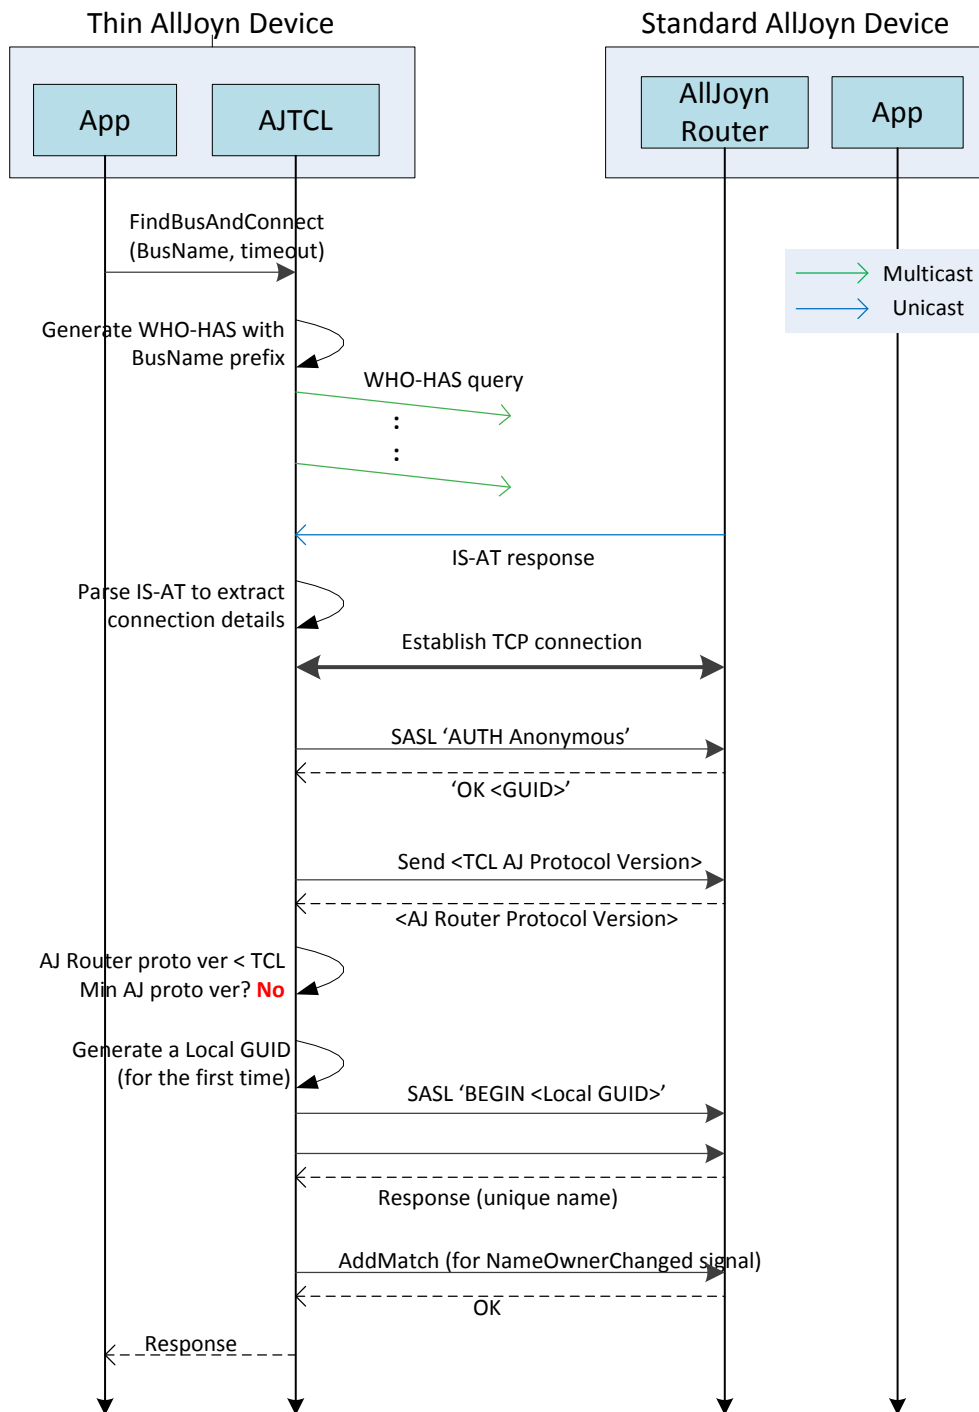 Thin AllJoyn Device
Standard AllJoyn Device
App
AJTCL
AllJoyn
Router
App
FindBusAndConnect
(BusName, timeout)
Multicast
Unicast
Generate WHO-HAS with
BusName prefix
WHO-HAS query
:
:
IS-AT response
Parse IS-AT to extract
connection details
Establish TCP connection
SASL ‘AUTH Anonymous’
‘OK <GUID>’
Send <TCL AJ Protocol Version>
<AJ Router Protocol Version>
AJ Router proto ver < TCL
Min AJ proto ver? No
Generate a Local GUID
(for the first time)
SASL ‘BEGIN <Local GUID>’
Response (unique name)
AddMatch (for NameOwnerChanged signal)
OK
Response